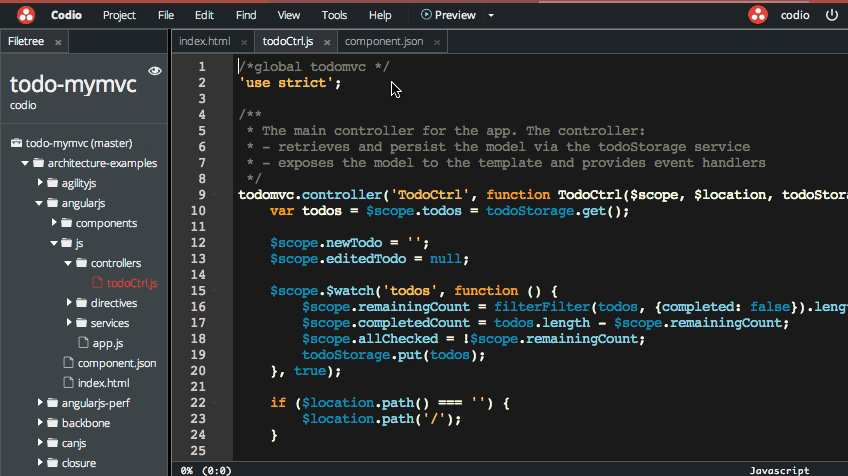 Codio Project File Edit Find View Tools Help Preview codio
Filetree × index.html × todoCtrl.js × component.json ×
todo-mymvc
codio
todo-mymvc (master)
architecture-examples
agilityjs
angularjs
components
js
controllers
todoCtrl.js
directives
services
app.js
component.json
index.html
angularjs-perf
backbone
canjs
closure
1 /*global todomvc */
2 'use strict';
3
4 /**
5 * The main controller for the app. The controller:
6 * - retrieves and persist the model via the todoStorage service
7 * - exposes the model to the template and provides event handlers
8 */
9 todomvc.controller('TodoCtrl', function TodoCtrl($scope, $location, todoStora
10 var todos = $scope.todos = todoStorage.get();
11
12 $scope.newTodo = '';
13 $scope.editedTodo = null;
14
15 $scope.$watch('todos', function () {
16 $scope.remainingCount = filterFilter(todos, {completed: false}).leng
17 $scope.completedCount = todos.length - $scope.remainingCount;
18 $scope.allChecked = !$scope.remainingCount;
19 todoStorage.put(todos);
20 }, true);
21
22 if ($location.path() === '') {
23 $location.path('/');
24 }
25
0% (0:0) Javascript